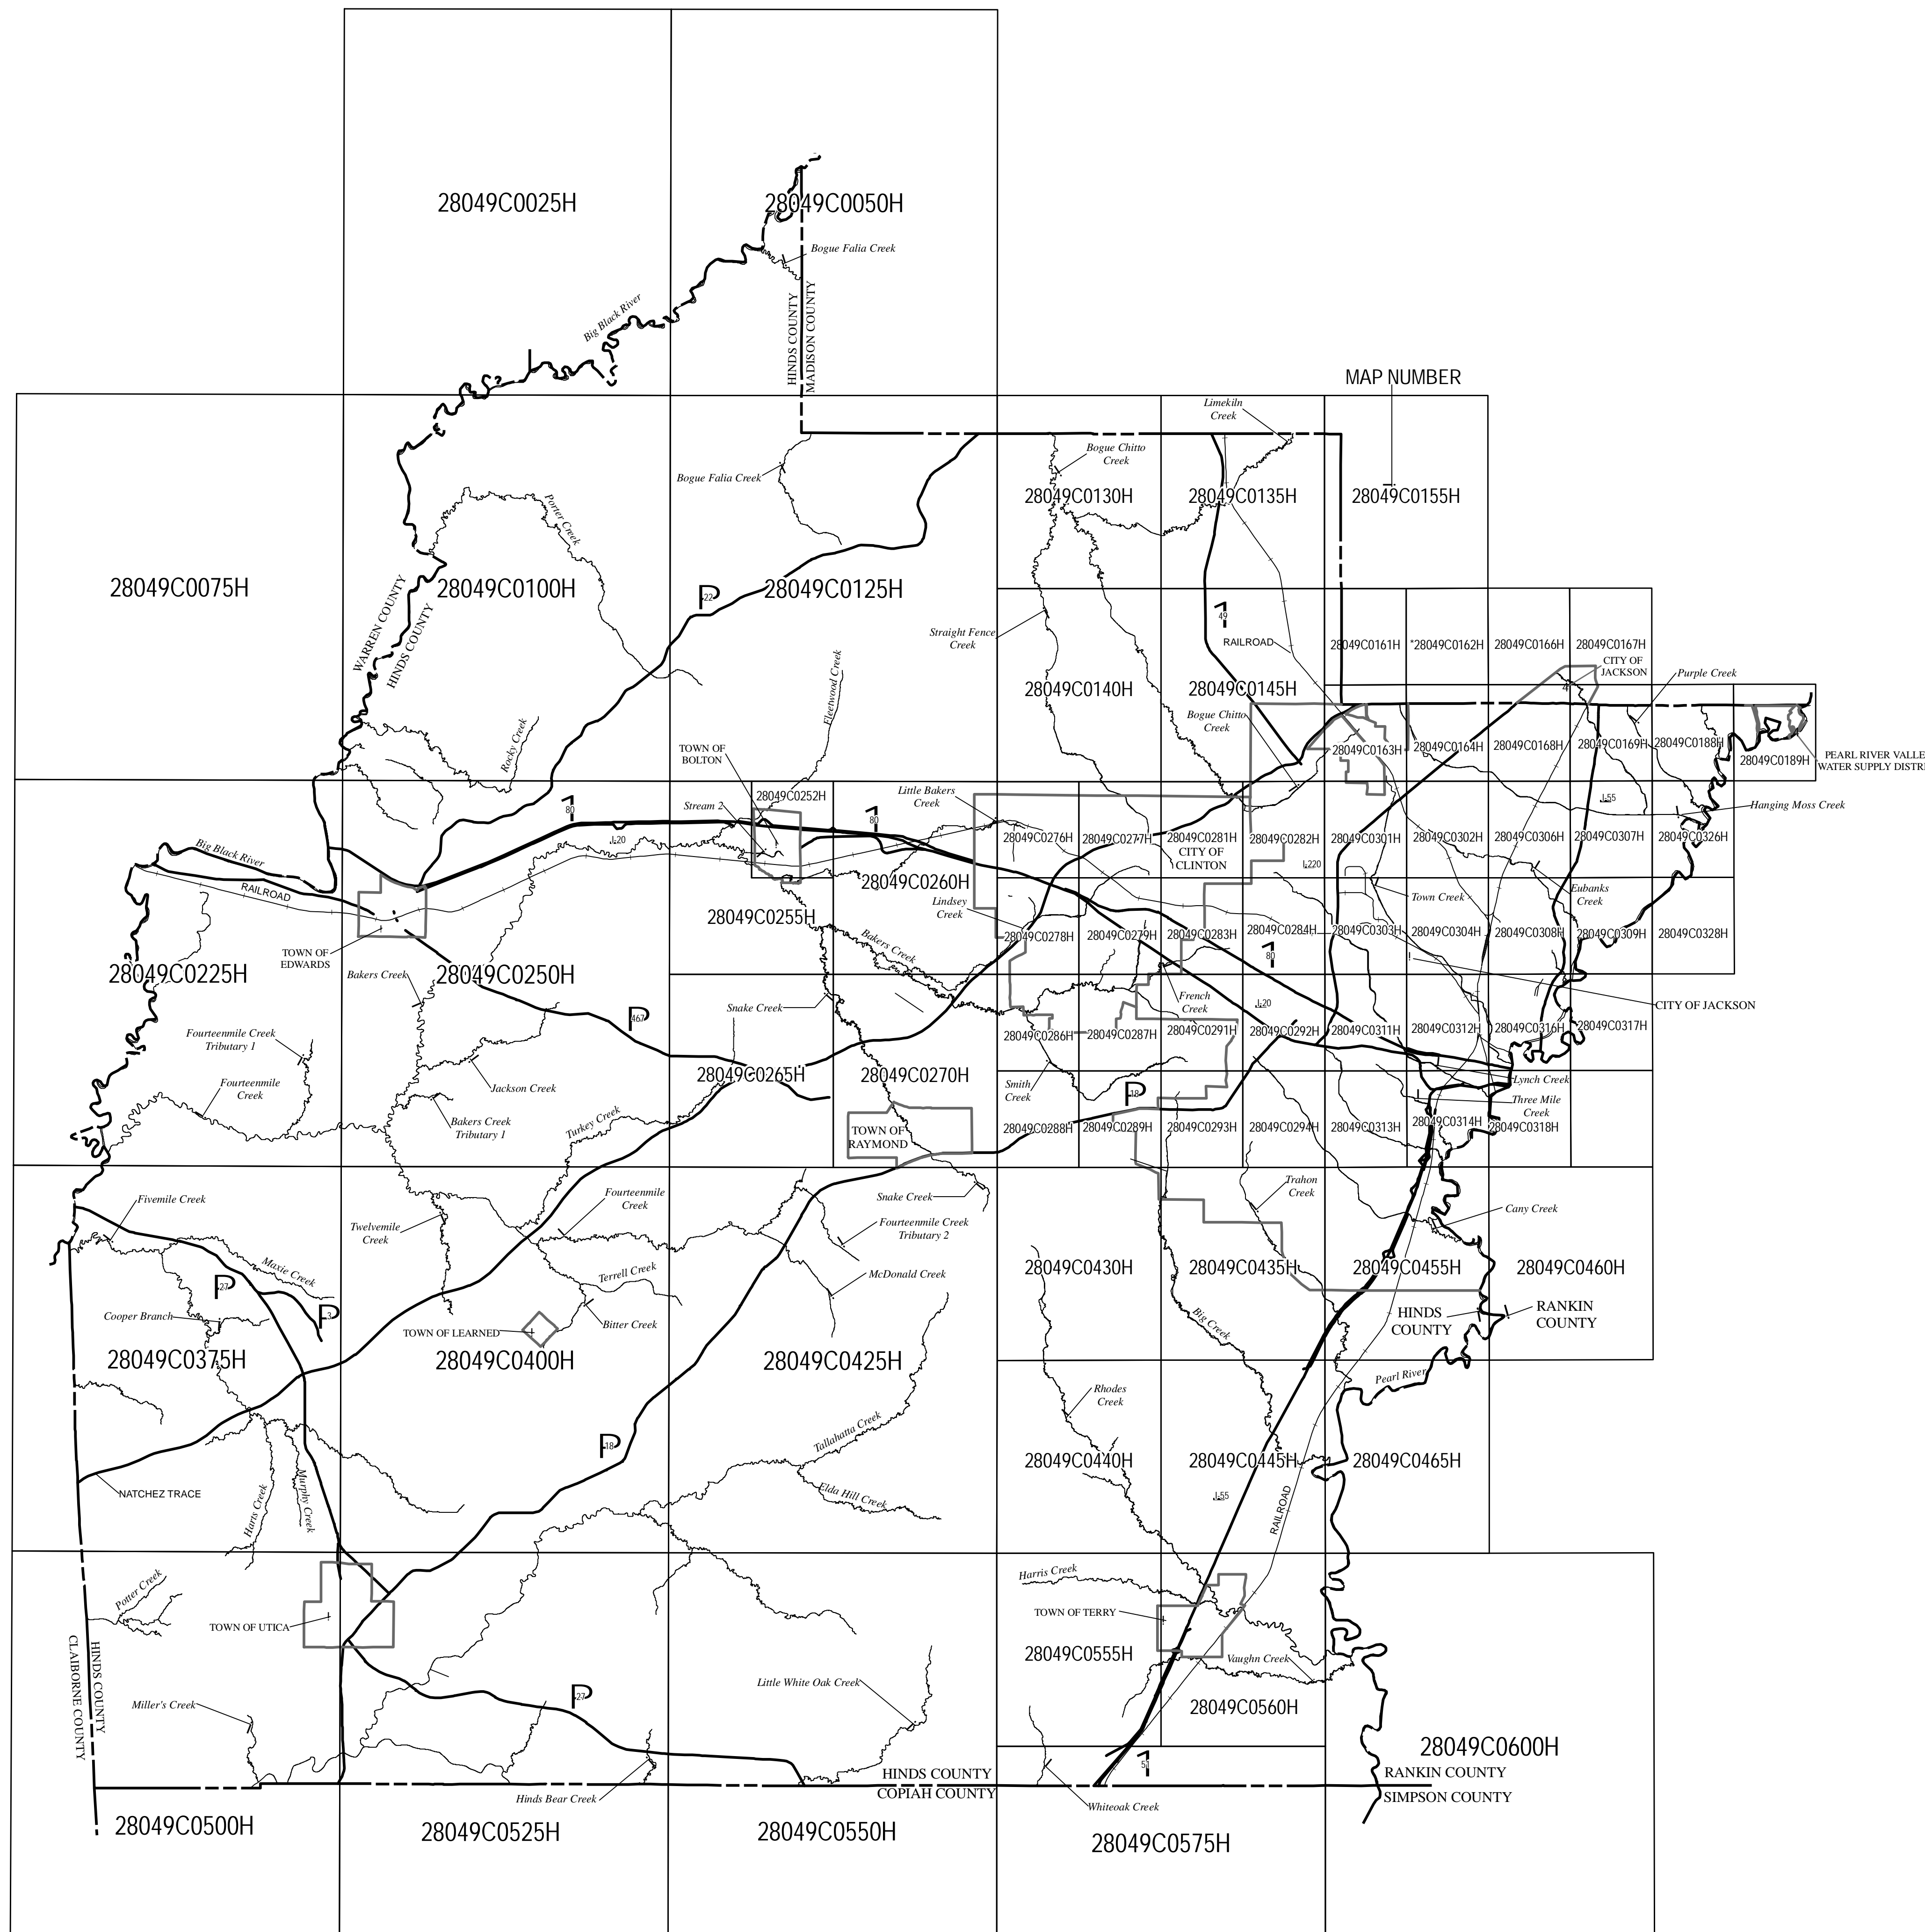 28049C0025H
28049C0050H
Bogue Falia Creek
Big Black River
HINDS COUNTY
MADISON COUNTY
MAP NUMBER
Limekiln
Creek
Bogue Chitto
Creek
Bogue Falia Creek
28049C0130H
28049C0135H
28049C0155H
Porter Creek
28049C0075H
WARREN COUNTY
HINDS COUNTY
28049C0100H
P
22
28049C0125H
49
Straight Fence
Creek
RAILROAD
28049C0161H
*28049C0162H
28049C0166H
28049C0167H
CITY OF
JACKSON
Purple Creek
28049C0140H
28049C0145H
Fleetwood Creek
Rocky Creek
Bogue Chitto
Creek
TOWN OF
BOLTON
28049C0163H
28049C0164H
28049C0168H
28049C0169H
28049C0188H
28049C0189H
PEARL RIVER VALLE
WATER SUPPLY DISTR
28049C0252H
Little Bakers
Creek
Stream 2
80
80
I-20
I-55
Hanging Moss Creek
28049C0276H
28049C0277H
28049C0281H
28049C0282H
28049C0301H
28049C0302H
28049C0306H
28049C0307H
28049C0326H
CITY OF
CLINTON
I-220
Big Black River
RAILROAD
28049C0260H
Lindsey
Creek
28049C0255H
Town Creek
Eubanks
Creek
28049C0278H
28049C0279H
28049C0283H
28049C0284H
28049C0303H
28049C0304H
28049C0308H
28049C0309H
28049C0328H
80
TOWN OF
EDWARDS
Bakers Creek
28049C0225H
Bakers Creek
28049C0250H
Snake Creek
French
Creek
I-20
CITY OF JACKSON
P
467
Fourteenmile Creek
Tributary 1
28049C0286H
28049C0287H
28049C0291H
28049C0292H
28049C0311H
28049C0312H
28049C0316H
28049C0317H
28049C0265H
28049C0270H
Fourteenmile
Creek
Jackson Creek
Smith
Creek
P
18
Lynch Creek
Three Mile
Creek
Bakers Creek
Tributary 1
Turkey Creek
TOWN OF
RAYMOND
28049C0288H
28049C0289H
28049C0293H
28049C0294H
28049C0313H
28049C0314H
28049C0318H
Fivemile Creek
Fourteenmile
Creek
Snake Creek
Trahon
Creek
Twelvemile
Creek
Fourteenmile Creek
Tributary 2
Cany Creek
Maxie Creek
Terrell Creek
McDonald Creek
28049C0430H
28049C0435H
28049C0455H
28049C0460H
P
27
P
3
Cooper Branch
TOWN OF LEARNED
Bitter Creek
Big Creek
HINDS
COUNTY
RANKIN
COUNTY
28049C0375H
28049C0400H
28049C0425H
Pearl River
Rhodes
Creek
P
18
Tallahatta Creek
28049C0440H
28049C0445H
28049C0465H
NATCHEZ TRACE
Harts Creek
Murphy Creek
Elda Hill Creek
I-55
RAILROAD
Potter Creek
Harris Creek
TOWN OF UTICA
TOWN OF TERRY
28049C0555H
Vaughn Creek
HINDS COUNTY
CLAIBORNE COUNTY
Little White Oak Creek
Miller's Creek
P
27
28049C0560H
28049C0600H
51
HINDS COUNTY
COPIAH COUNTY
RANKIN COUNTY
SIMPSON COUNTY
Hinds Bear Creek
Whiteoak Creek
28049C0500H
28049C0525H
28049C0550H
28049C0575H